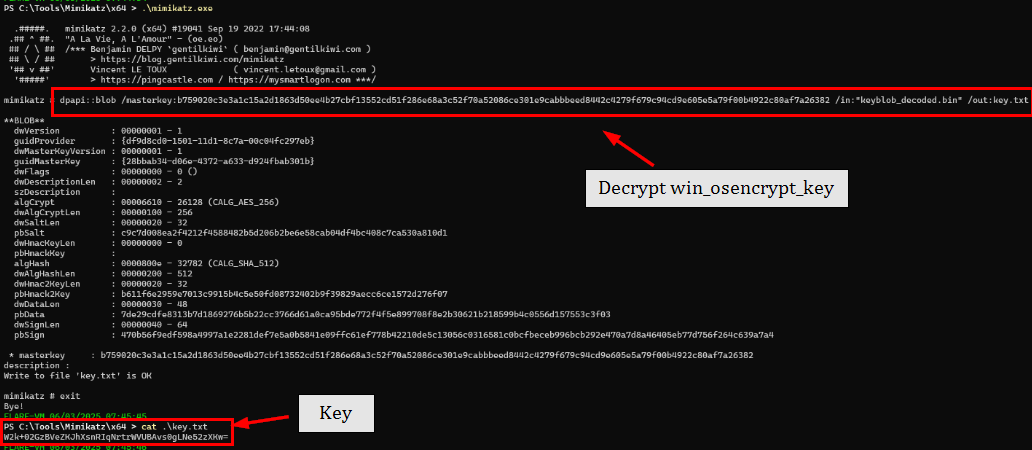 PS C:\Tools\Mimikatz\x64 > .\mimikatz.exe
.#####. mimikatz 2.2.0 (x64) #19041 Sep 19 2022 17:44:08
.## ^ ##. "A La Vie, A L'Amour" - (oe.eo)
## / \ ## /*** Benjamin DELPY `gentilkiwi` ( benjamin@gentilkiwi.com )
## \ / ## > https://blog.gentilkiwi.com/mimikatz
'## v ##' Vincent LE TOUX ( vincent.letoux@gmail.com )
'#####' > https://pingcastle.com / https://mysmartlogon.com ***/
mimikatz # dpapi::blob /masterkey:b759020c3e3a1c15a2d1863d50ee4b27cbf13552cd51f286e68a3c52f70a52086ce301e9cabbbeed8442c4279f679c94cd9e605e5a79f00b4922c80af7a26382 /in:"keyblob_decoded.bin" /out:key.txt
**BLOB**
dwVersion : 00000001 - 1
guidProvider : {df9d8cd0-1501-11d1-8c7a-00c04fc297eb}
dwMasterKeyVersion : 00000001 - 1
guidMasterKey : {28bbab34-d06e-4372-a633-d924fbab301b}
dwFlags : 00000000 - 0 ()
dwDescriptionLen : 00000002 - 2
szDescription :
algCrypt : 00006610 - 26128 (CALG_AES_256)
dwAlgCryptLen : 00000100 - 256
dwSaltLen : 00000020 - 32
pbSalt : c9c7d008ea2f4212f4588482b5d206b2be6e58cab04df4bc408c7ca530a810d1
dwHmacKeyLen : 00000000 - 0
pbHmackKey :
algHash : 0000800e - 32782 (CALG_SHA_512)
dwAlgHashLen : 00000200 - 512
dwHmac2KeyLen : 00000020 - 32
pbHmack2Key : b611f6e2959e7013c9915b4c5e50fd08732402b9f39829aecc6ce1572d276f07
dwDataLen : 00000030 - 48
pbData : 7de29cdfe8313b7d1869276b5b22cc3766d61a0ca95bde772f4f5e899708f8e2b30621b218599b4c0556d157553c3f03
dwSignLen : 00000040 - 64
pbSign : 470b56f9edf598a4997a1e2281def7e5a0b5841e09ffc61ef778b42210de5c13056c0316581c0bcfbeceb996bcb292e470a7d8a46405eb77d756f264c639a7a4
* masterkey : b759020c3e3a1c15a2d1863d50ee4b27cbf13552cd51f286e68a3c52f70a52086ce301e9cabbbeed8442c4279f679c94cd9e605e5a79f00b4922c80af7a26382
description :
Write to file 'key.txt' is OK
mimikatz # exit
Bye!
FLARE-VM 06/03/2025 07:45:45
PS C:\Tools\Mimikatz\x64 > cat .\key.txt
W2k+02GzBVeZKJhXsnRIqNrtrWVUBAvs0gLNe52zXKw=
FLARE-VM 06/03/2025 07:45:46
Decrypt win_osencrypt_key
Key